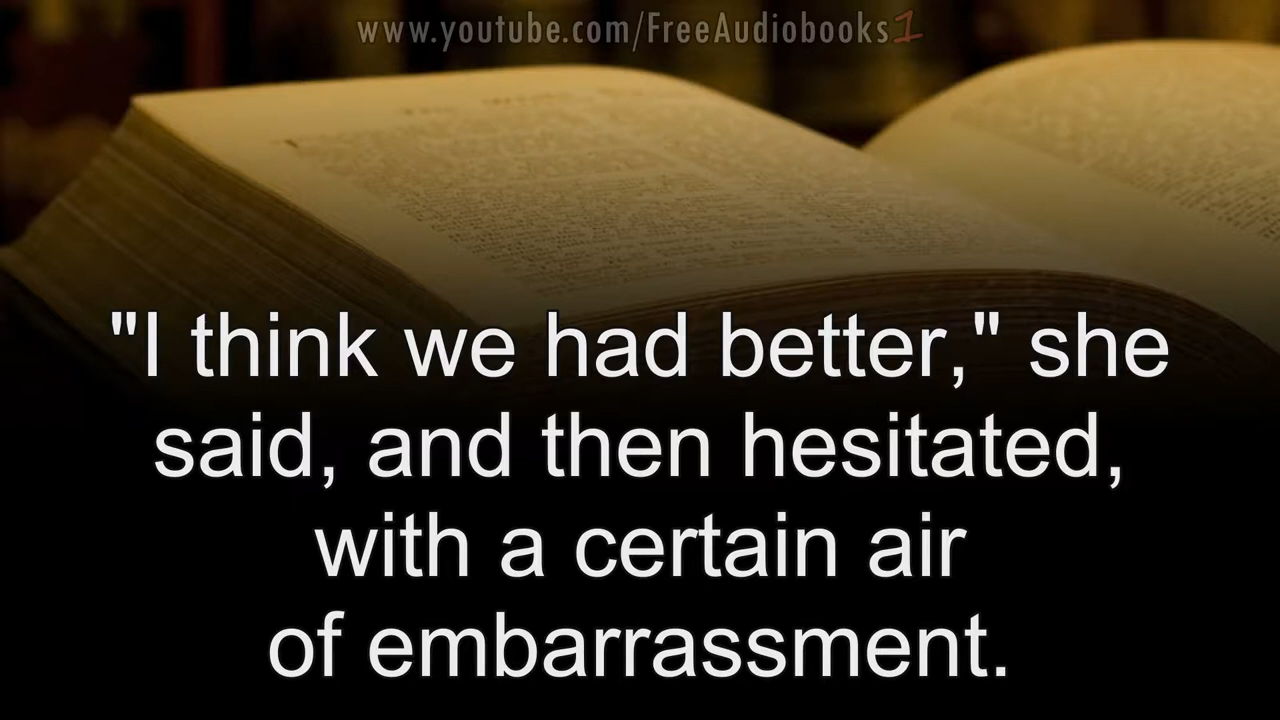 www.youtube.com/FreeAudiobooks1
"I think we had better," she
said, and then hesitated,
with a certain air
of embarrassment.